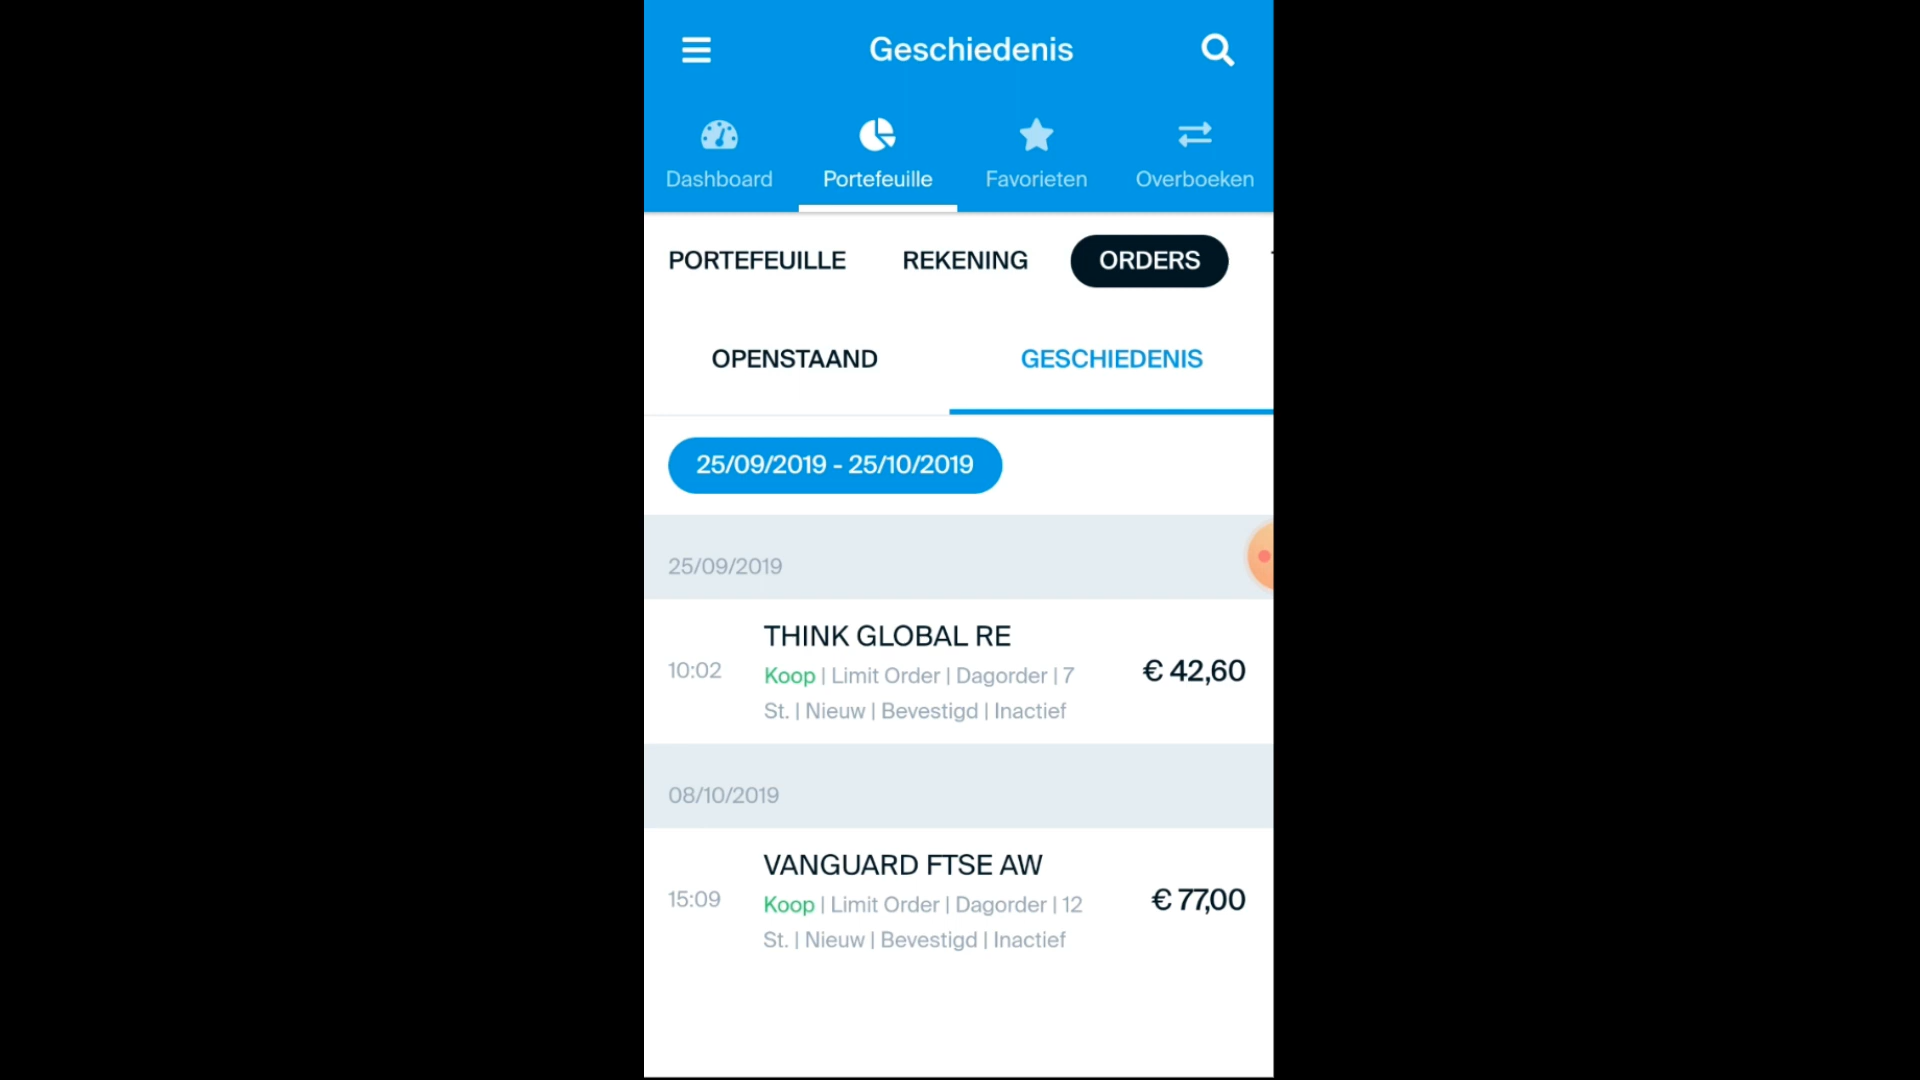 Geschiedenis
Dashboard
Portefeuille
Favorieten
Overboeken
PORTEFEUILLE
REKENING
ORDERS
OPENSTAAND
GESCHIEDENIS
25/09/2019 - 25/10/2019
25/09/2019
THINK GLOBAL RE
10:02
Koop | Limit Order | Dagorder | 7
St. | Nieuw | Bevestigd | Inactief
€ 42,60
08/10/2019
VANGUARD FTSE AW
15:09
Koop | Limit Order | Dagorder | 12
St. | Nieuw | Bevestigd | Inactief
€ 77,00